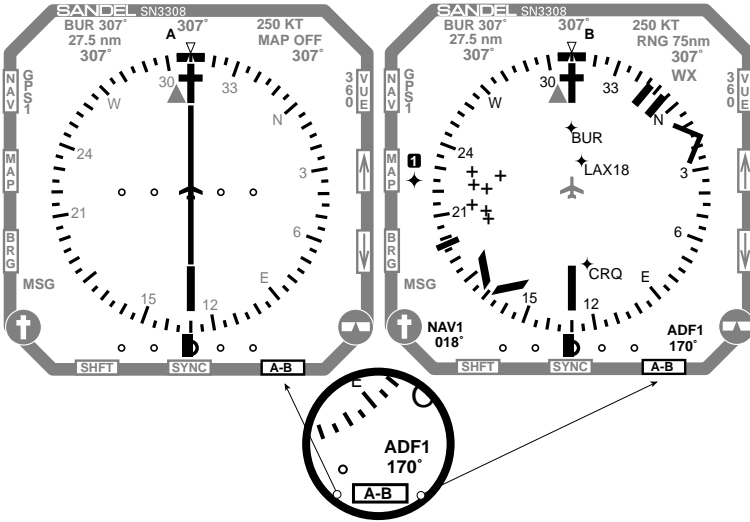 SANDEL SN3308
BUR 307° 307° 250 KT
27.5 nm MAP OFF
307° A 307°
NAV GPS1 360 VUE
30 33
W N
24 3
MAP
21 6
BRG
E
MSG
15 12
SHFT SYNC A-B
SANDEL SN3308
BUR 307° 307° 250 KT
27.5 nm B RNG 75nm
307° 307°
WX
NAV GPS1 360 VUE
30 33
W N
BUR
24 3
1 LAX18
MAP
21 6
BRG
CRQ E
MSG
15 12
NAV1 ADF1
018° 170°
SHFT SYNC A-B
E
ADF1
170°
A-B